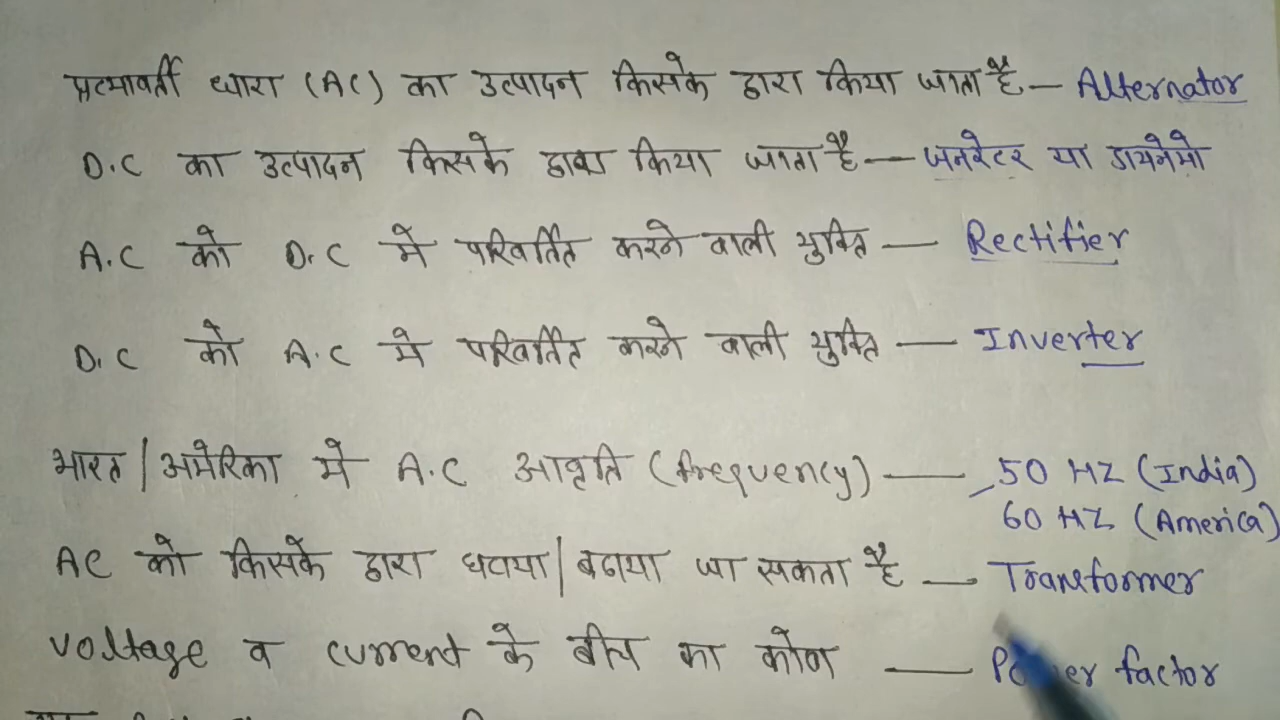 प्रत्यावर्ती धारा (AC) का उत्पादन किसके द्वारा किया जाता है — Alternator
D.C का उत्पादन किसके द्वारा किया जाता है — जनरेटर या डायनेमो
A.C को D.C में परिवर्तित करने वाली युक्ति — Rectifier
D.C को A.C में परिवर्तित करने वाली युक्ति — Inverter
भारत/अमेरिका में A.C आवृति (frequency) — 50 HZ (India)
60 HZ (America)
AC को किसके द्वारा घटाया/बढाया जा सकता है — Transformer
Voltage व current के बीच का कोण — Power factor